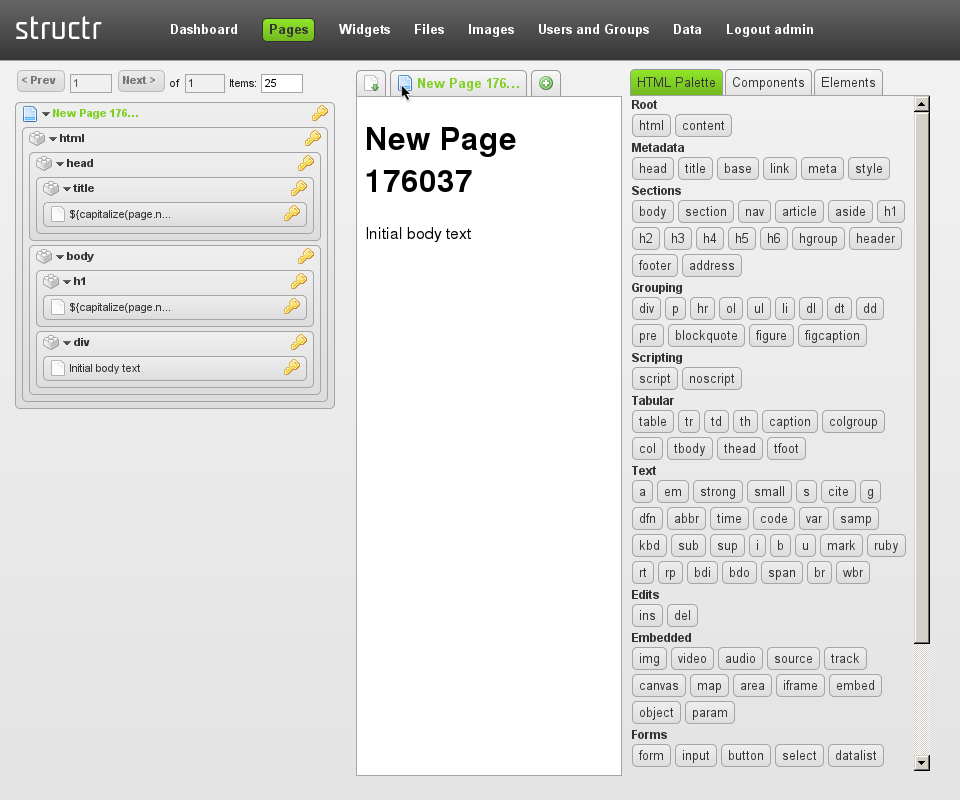 structr Dashboard Pages Widgets Files Images Users and Groups Data Logout admin
< Prev 1 Next > of 1 Items: 25
New Page 176...
html
head
title
${capitalize(page.n...
body
h1
${capitalize(page.n...
div
Initial body text
New Page 176...
New Page
176037
Initial body text
HTML Palette Components Elements
Root
html content
Metadata
head title base link meta style
Sections
body section nav article aside h1
h2 h3 h4 h5 h6 hgroup header
footer address
Grouping
div p hr ol ul li dl dt dd
pre blockquote figure figcaption
Scripting
script noscript
Tabular
table tr td th caption colgroup
col tbody thead tfoot
Text
a em strong small s cite g
dfn abbr time code var samp
kbd sub sup i b u mark ruby
rt rp bdi bdo span br wbr
Edits
ins del
Embedded
img video audio source track
canvas map area iframe embed
object param
Forms
form input button select datalist